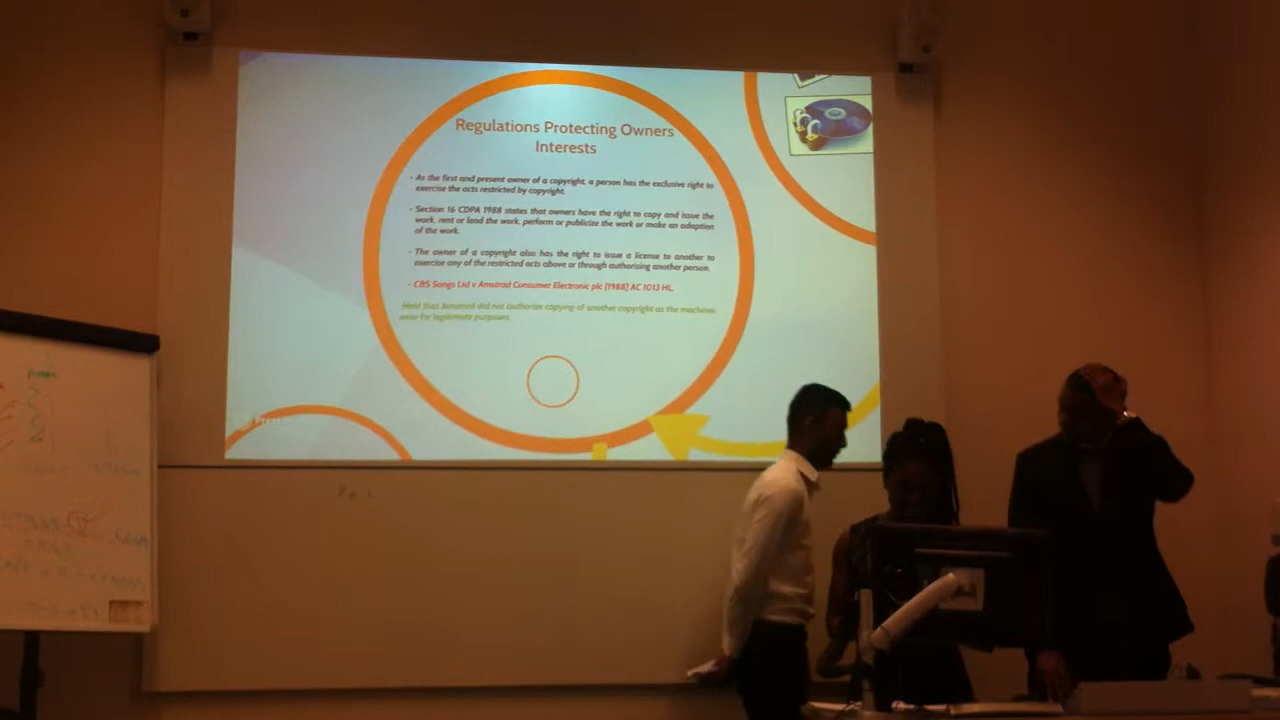 Regulations Protecting Owners
Interests
- As the first and present owner of a copyright, a person has the exclusive right to
exercise the acts restricted by copyright.
- Section 16 CDPA 1988 states that owners have the right to copy and issue the
work, rent or lend the work, perform or publicize the work or make an adaption
of the work.
- The owner of a copyright also has the right to issue a license to another to
exercise any of the restricted acts above or through authorising another person.
- CBS Songs Ltd v Amstrad Consumer Electronic plc [1988] AC 1013 HL.
Held that Amstrad did not authorize copying of another copyright as the machines
were for legitimate purposes